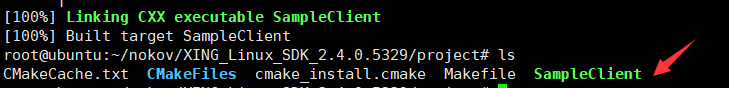 [100%] Linking CXX executable SampleClient
[100%] Built target SampleClient
root@ubuntu:~/nokov/XING_Linux_SDK_2.4.0.5329/project# ls
CMakeCache.txt CMakeFiles cmake_install.cmake Makefile SampleClient